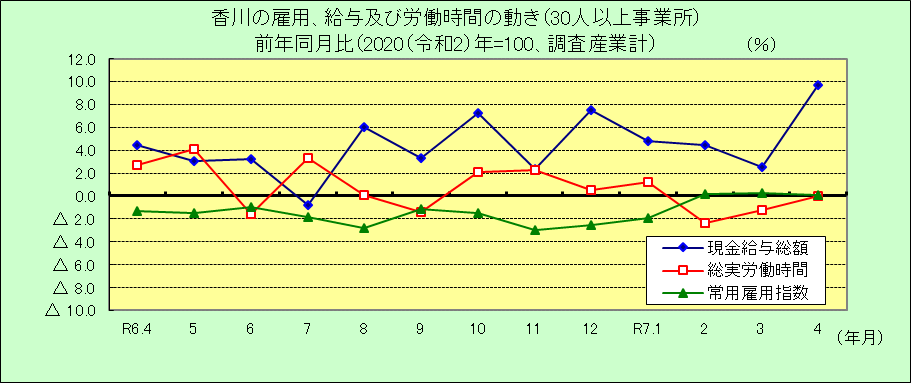 香川の雇用、給与及び労働時間の動き(30人以上事業所)
前年同月比(2020(令和2)年=100、調査産業計) (%)
12.0
10.0
8.0
6.0
4.0
2.0
0.0
△ 2.0
△ 4.0
△ 6.0
△ 8.0
△ 10.0
現金給与総額
総実労働時間
常用雇用指数
R6.4 5 6 7 8 9 10 11 12 R7.1 2 3 4 (年月)